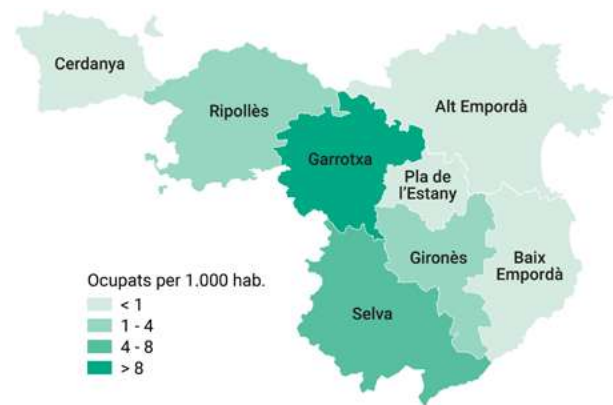 Cerdanya
Ripollès
Alt Empordà
Garrotxa
Pla de
l'Estany
Gironès
Baix
Empordà
Selva
Ocupats per 1.000 hab.
< 1
1 - 4
4 - 8
> 8